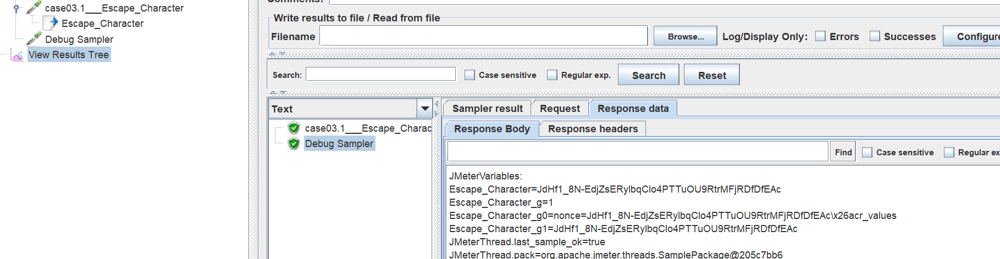 case03.1___Escape_Character
Escape_Character
Debug Sampler
View Results Tree
Comments:
Write results to file / Read from file
Filename
Browse...
Log/Display Only:
Errors
Successes
Configure
Search:
Case sensitive
Regular exp.
Search
Reset
Text
case03.1___Escape_Charac
Debug Sampler
Sampler result
Request
Response data
Response Body
Response headers
Find
Case sensitive
Regular ex
JMeterVariables:
Escape_Character=JdHf1_8N-EdjZsERylbqClo4PTTuOU9RtrMFjRDfDfEAc
Escape_Character_g=1
Escape_Character_g0=nonce=JdHf1_8N-EdjZsERylbqClo4PTTuOU9RtrMFjRDfDfEAc\x26acr_values
Escape_Character_g1=JdHf1_8N-EdjZsERylbqClo4PTTuOU9RtrMFjRDfDfEAc
JMeterThread.last_sample_ok=true
JMeterThread.pack=org.apache.jmeter.threads.SamplePackage@205c7bb6